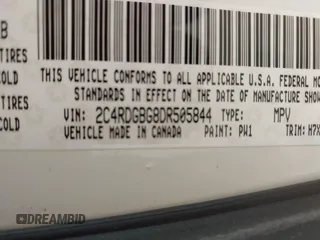 B
TIRES
COLD
THIS VEHICLE CONFORMS TO ALL APPLICABLE U.S.A. FEDERAL MO
STANDARDS IN EFFECT ON THE DATE OF MANUFACTURE SHOW
TIRES
VIN: 2C4RDGBG8DR505844 TYPE: MPV
COLD
VEHICLE MADE IN CANADA PAINT: PW1 TRIM: H7X
DREAMBID